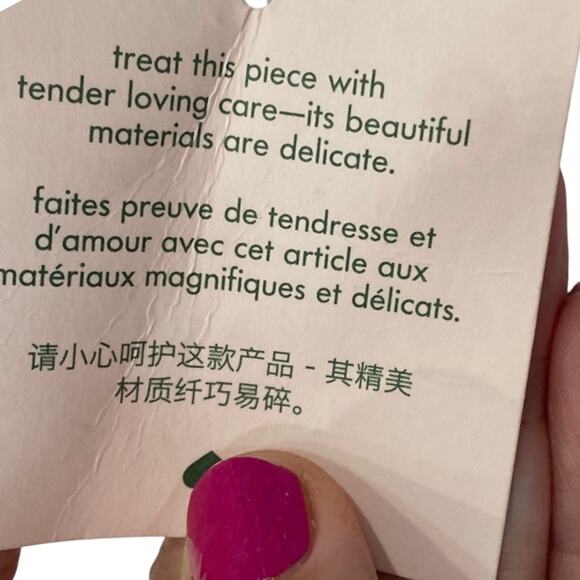 treat this piece with
tender loving care—its beautiful
materials are delicate.
faites preuve de tendresse et
d'amour avec cet article aux
matériaux magnifiques et délicats.
请小心呵护这款产品 - 其精美
材质纤巧易碎。